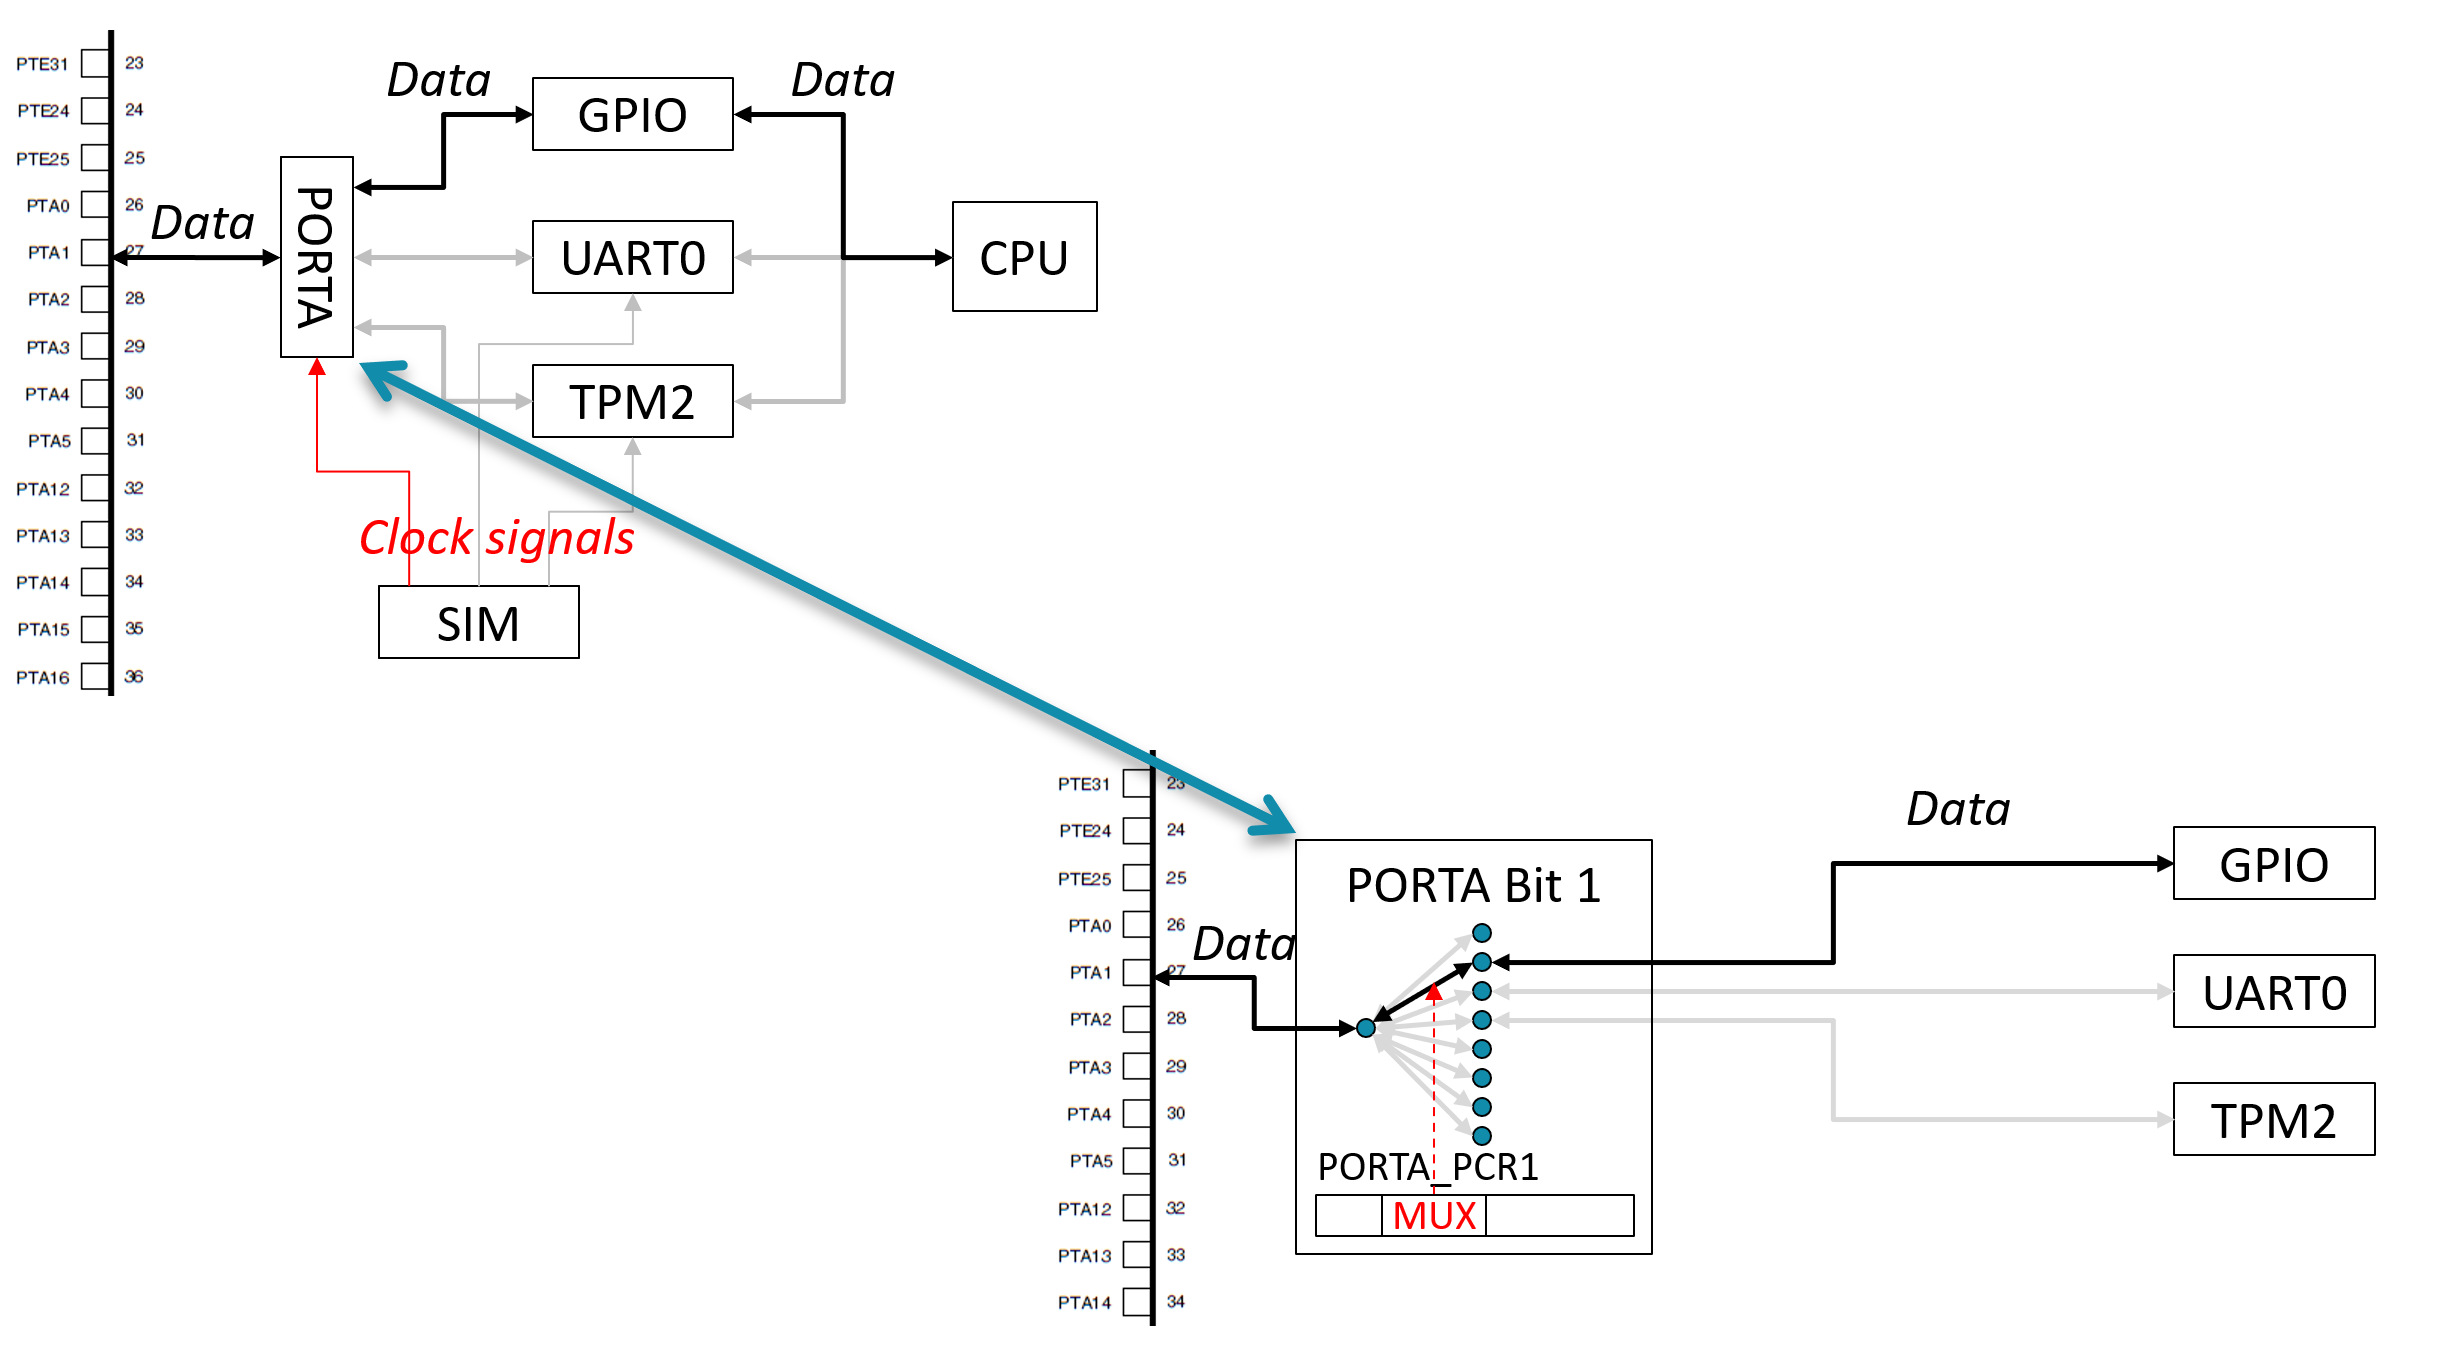 Data
Data
PTE31 23
GPIO
PTE24 24
PTE25 25
PORTA
PTA0 26
Data
PTA1 27
UART0
CPU
PTA2 28
PTA3 29
PTA4 30
TPM2
PTA5 31
PTA12 32
PTA13 33
Clock signals
PTA14 34
PTA15 35
SIM
PTA16 36
PTE31 23
Data
PTE24 24
GPIO
PTE25 25
PORTA Bit 1
PTA0 26
Data
PTA1 27
UART0
PTA2 28
PTA3 29
PTA4 30
TPM2
PTA5 31
PORTA_PCR1
PTA12 32
MUX
PTA13 33
PTA14 34